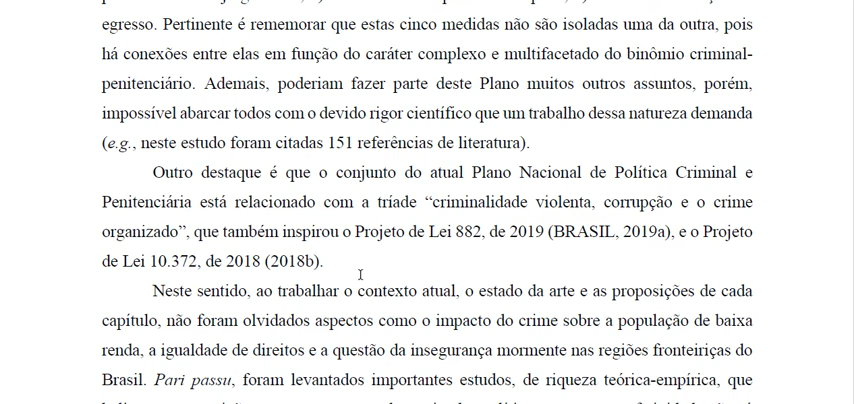 egresso. Pertinente é rememorar que estas cinco medidas não são isoladas uma da outra, pois
há conexões entre elas em função do caráter complexo e multifacetado do binômio criminal-
penitenciário. Ademais, poderiam fazer parte deste Plano muitos outros assuntos, porém,
impossível abarcar todos com o devido rigor científico que um trabalho dessa natureza demanda
(e.g., neste estudo foram citadas 151 referências de literatura).
Outro destaque é que o conjunto do atual Plano Nacional de Política Criminal e
Penitenciária está relacionado com a tríade “criminalidade violenta, corrupção e o crime
organizado”, que também inspirou o Projeto de Lei 882, de 2019 (BRASIL, 2019a), e o Projeto
de Lei 10.372, de 2018 (2018b).
Neste sentido, ao trabalhar o contexto atual, o estado da arte e as proposições de cada
capítulo, não foram olvidados aspectos como o impacto do crime sobre a população de baixa
renda, a igualdade de direitos e a questão da insegurança mormente nas regiões fronteiriças do
Brasil. Pari passu, foram levantados importantes estudos, de riqueza teórica-empírica, que